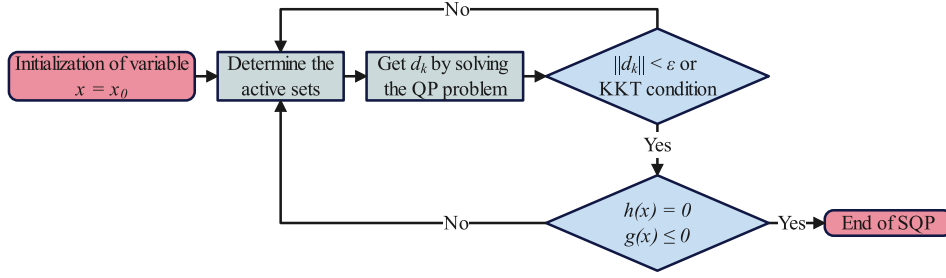 No
Initialization of variable
x = x₀
Determine the
active sets
Get dₖ by solving
the QP problem
||dₖ|| < ε or
KKT condition
Yes
h(x) = 0
g(x) ≤ 0
No
Yes
End of SQP